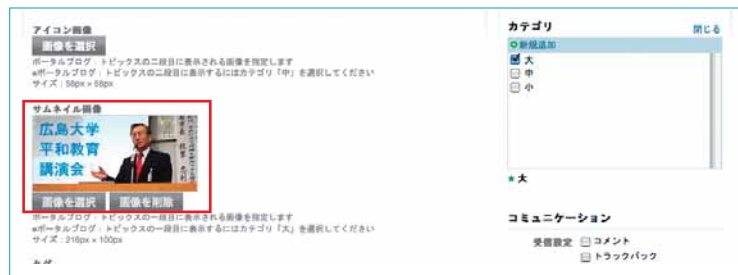 アイコン画像
画像を選択
ポータルブログ：トピックスの二段目に表示される画像を指定します
※ポータルブログ：トピックスの二段目に表示するにはカテゴリ「中」を選択してください
サイズ：56px × 56px
サムネイル画像
広島大学
平和教育
講演会
画像を選択 画像を削除
ポータルブログ：トピックスの一段目に表示される画像を指定します
※ポータルブログ：トピックスの一段目に表示するにはカテゴリ「大」を選択してください
サイズ：216px × 100px
カテゴリ 閉じる
新規追加
大
中
小
★大
コミュニケーション
受信設定 コメント
トラックバック